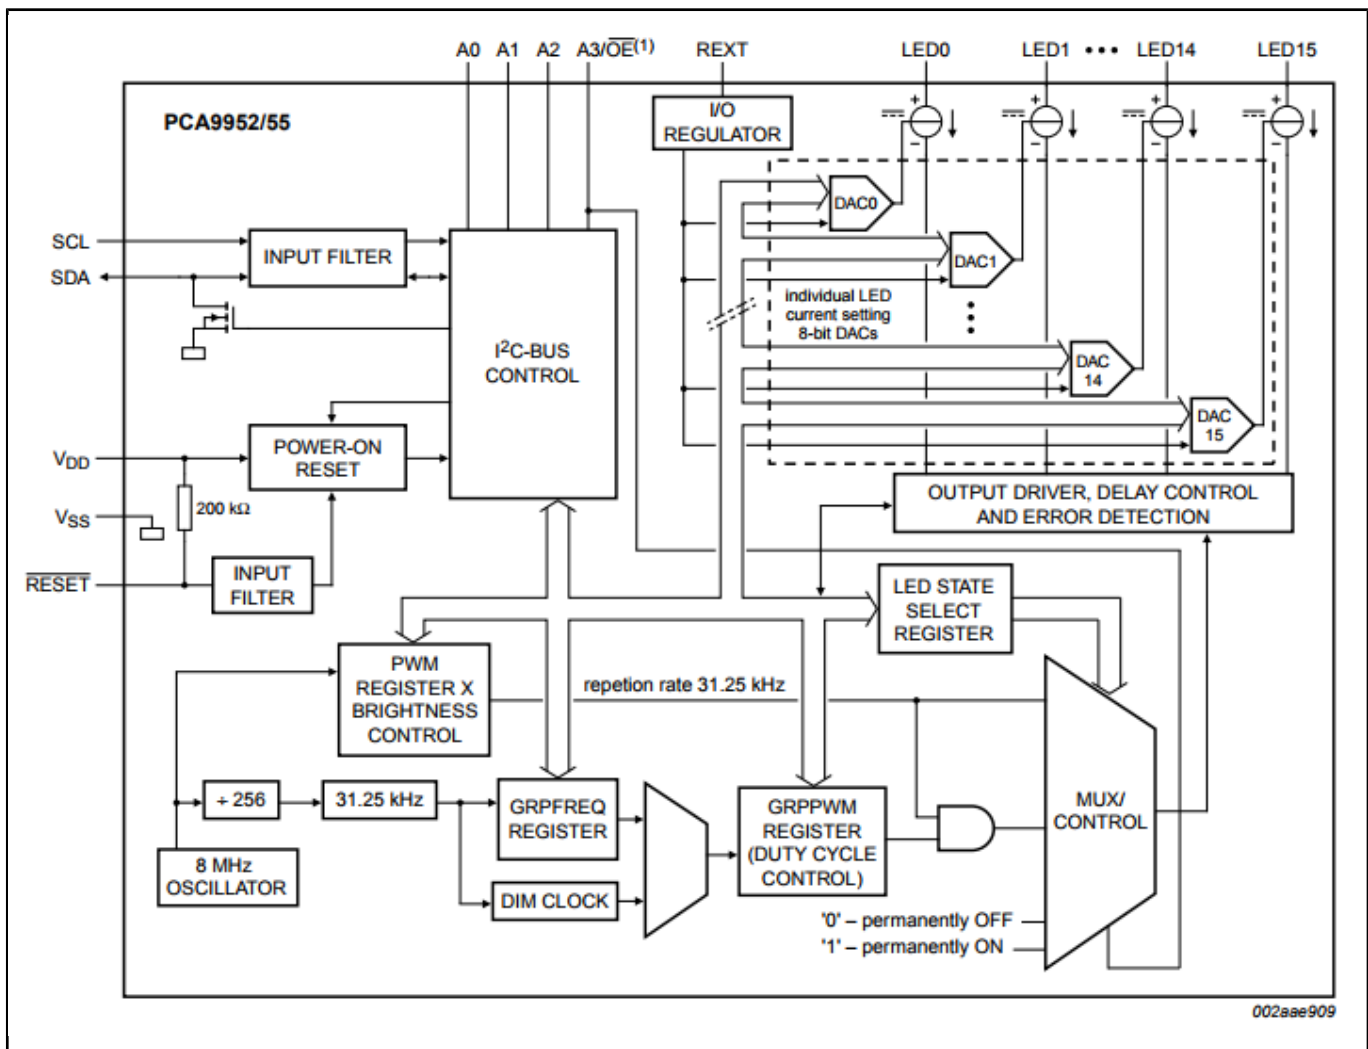 A0 A1 A2 A3/OE(1) REXT LED0 LED1 ••• LED14 LED15
PCA9952/55
I/O
REGULATOR
+ + + +
− − − −
DAC0
SCL
INPUT FILTER
SDA
DAC1
individual LED
current setting
8-bit DACs
I2C-BUS
CONTROL
DAC
14
DAC
15
VDD
POWER-ON
RESET
200 kΩ
VSS
OUTPUT DRIVER, DELAY CONTROL
AND ERROR DETECTION
RESET
INPUT
FILTER
LED STATE
SELECT
REGISTER
PWM
REGISTER X
BRIGHTNESS
CONTROL
repetion rate 31.25 kHz
÷ 256
31.25 kHz
GRPFREQ
REGISTER
GRPPWM
REGISTER
(DUTY CYCLE
CONTROL)
MUX/
CONTROL
8 MHz
OSCILLATOR
DIM CLOCK
'0' – permanently OFF
'1' – permanently ON
002aae909